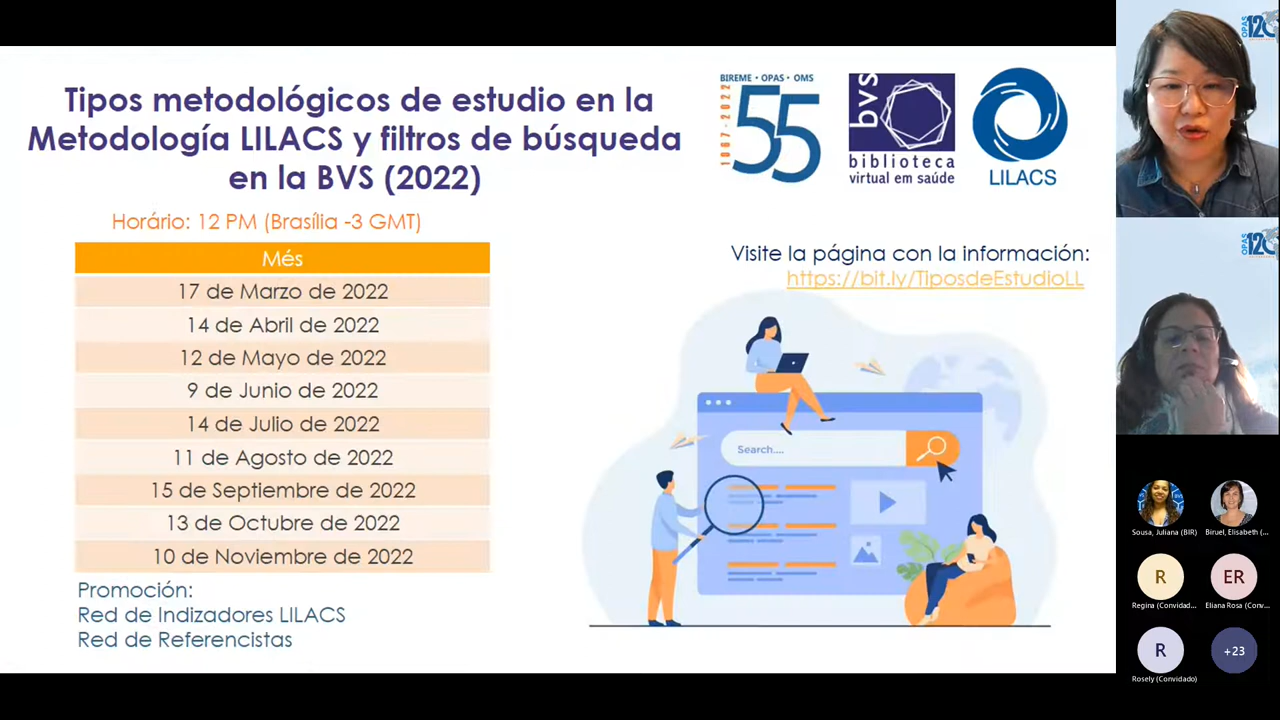 Tipos metodológicos de estudio en la
Metodología LILACS y filtros de búsqueda
en la BVS (2022)
BIREME • OPAS • OMS
1967-2022
55
bvs
biblioteca
virtual em saúde
LILACS
Horário: 12 PM (Brasília -3 GMT)
Més
17 de Marzo de 2022
14 de Abril de 2022
12 de Mayo de 2022
9 de Junio de 2022
14 de Julio de 2022
11 de Agosto de 2022
15 de Septiembre de 2022
13 de Octubre de 2022
10 de Noviembre de 2022
Promoción:
Red de Indizadores LILACS
Red de Referencistas
Visite la página con la información:
https://bit.ly/TiposdeEstudioLL
Search....
OPAS 120
OPAS 120
Sousa, Juliana (BIR)
Biruel, Elisabeth (...
R
Regina (Convidad...
ER
Eliana Rosa (Conv...
R
Rosely (Convidado)
+23